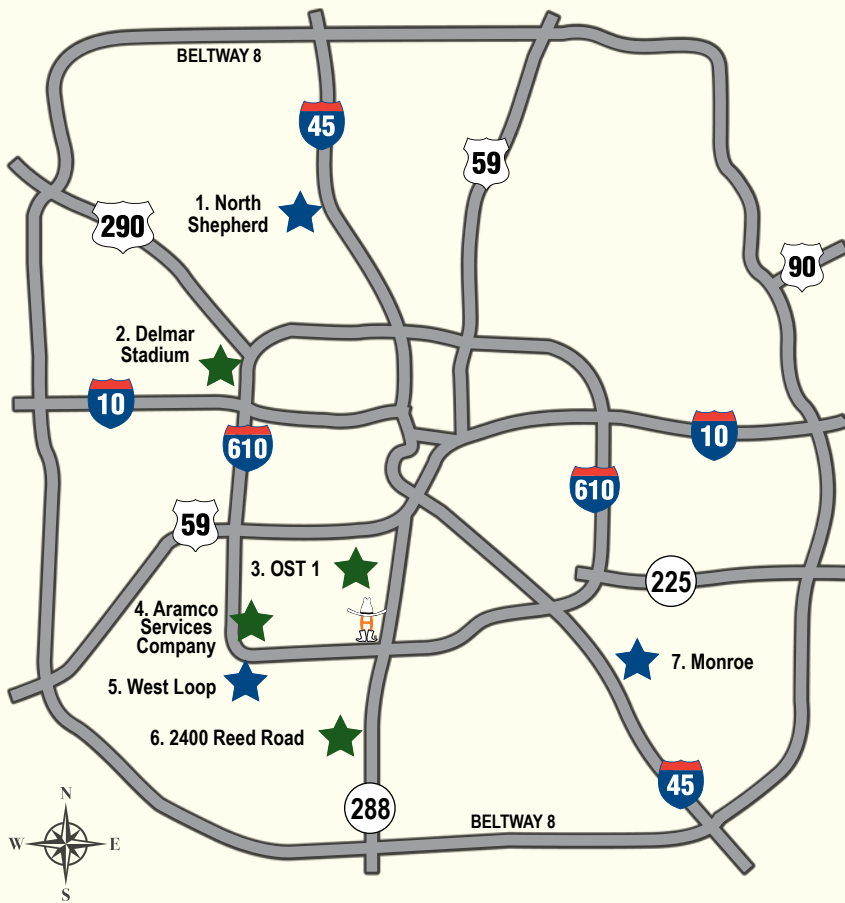 BELTWAY 8
45
59
1. North
Shepherd
290
90
2. Delmar
Stadium
10
10
610
610
59
3. OST 1
225
4. Aramco
Services
Company
H
7. Monroe
5. West Loop
6. 2400 Reed Road
45
288
BELTWAY 8
N
W
E
S